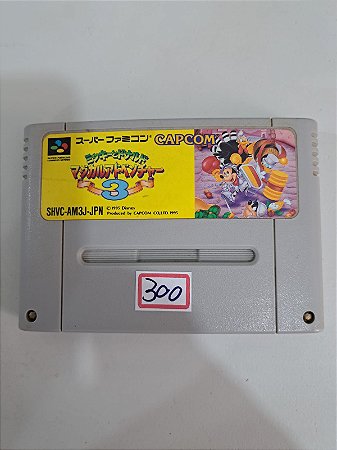 スーパーファミコン CAPCOM
ミッキーとドナルド
マジカルアドベンチャー
3
SHVC-AM3J-JPN
©1995 Disney
Produced by CAPCOM CO.,LTD. 1995
300